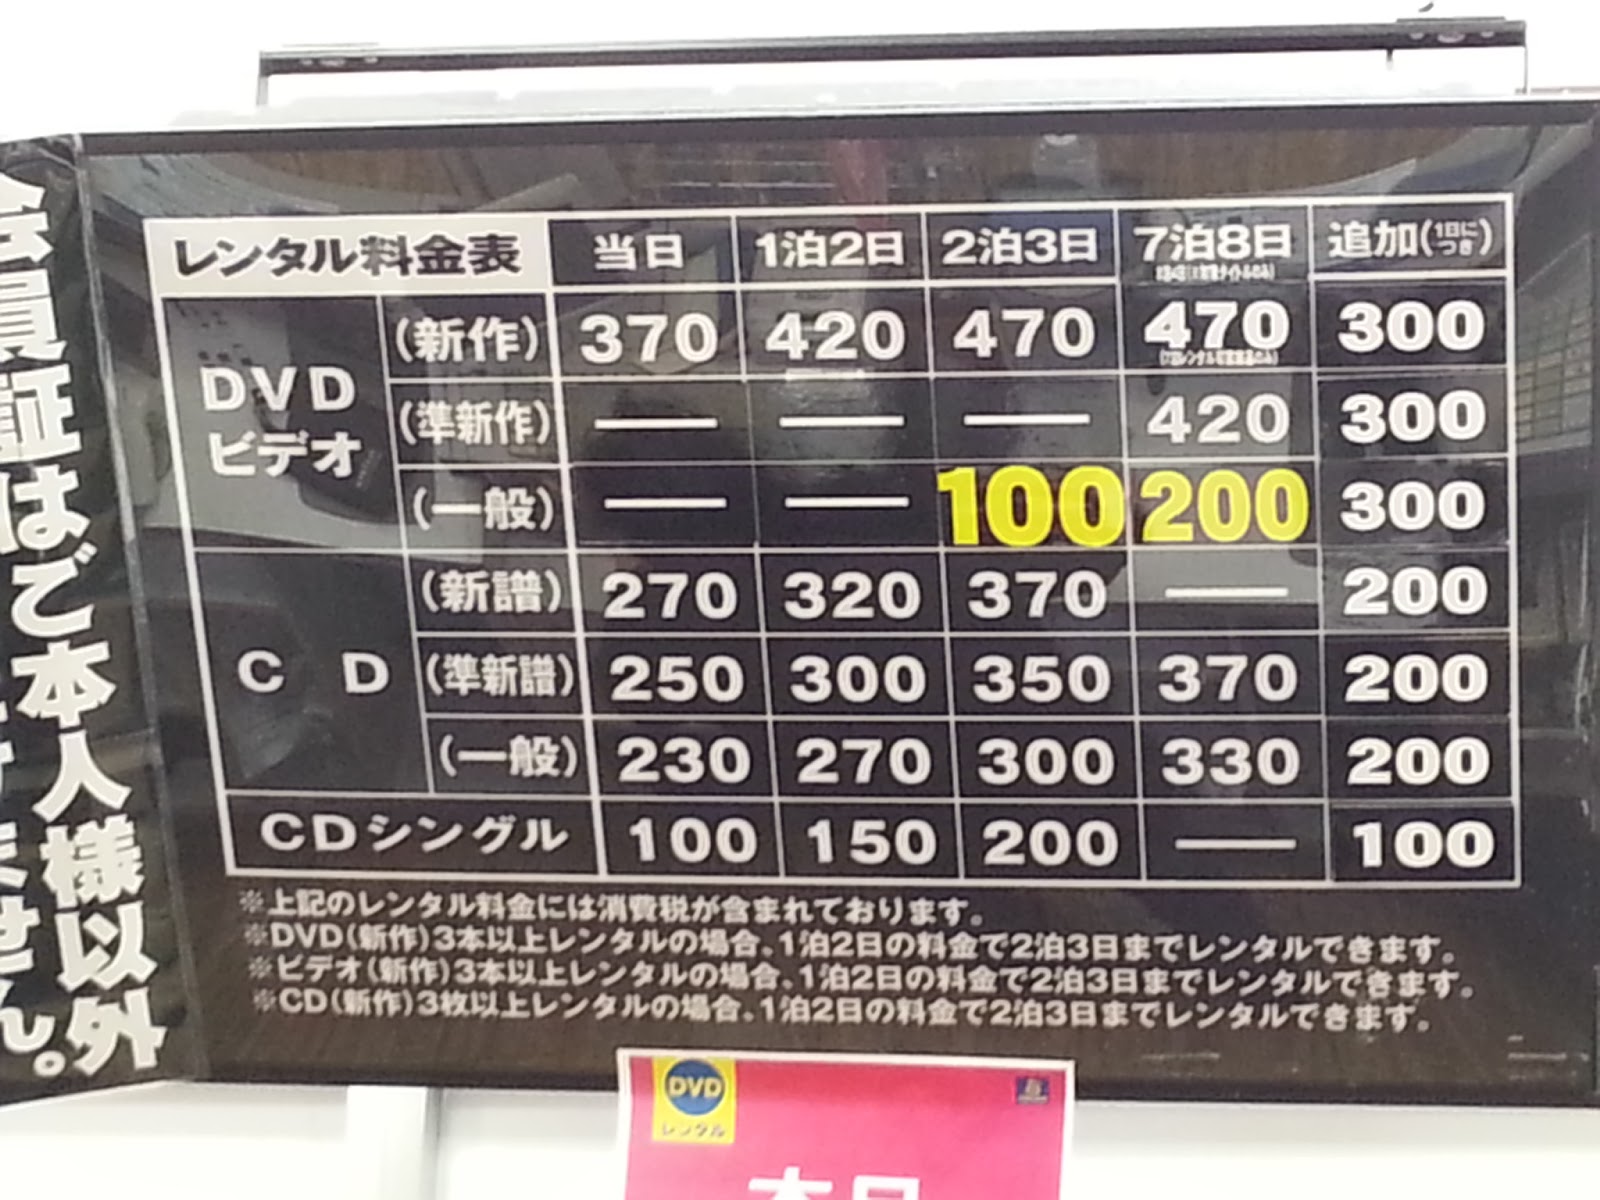 会員証はご本人様以外
ません。
レンタル料金表 当日 1泊2日 2泊3日 7泊8日 追加(1日につき)
DVD ビデオ (新作) 370 420 470 470 300
(準新作) — — — 420 300
(一般) — — 100 200 300
CD (新譜) 270 320 370 — 200
(準新譜) 250 300 350 370 200
(一般) 230 270 300 330 200
CDシングル 100 150 200 — 100
※上記のレンタル料金には消費税が含まれております。
※DVD(新作)3本以上レンタルの場合、1泊2日の料金で2泊3日までレンタルできます。
※ビデオ(新作)3本以上レンタルの場合、1泊2日の料金で2泊3日までレンタルできます。
※CD(新作)3枚以上レンタルの場合、1泊2日の料金で2泊3日までレンタルできます。
DVD
レンタル